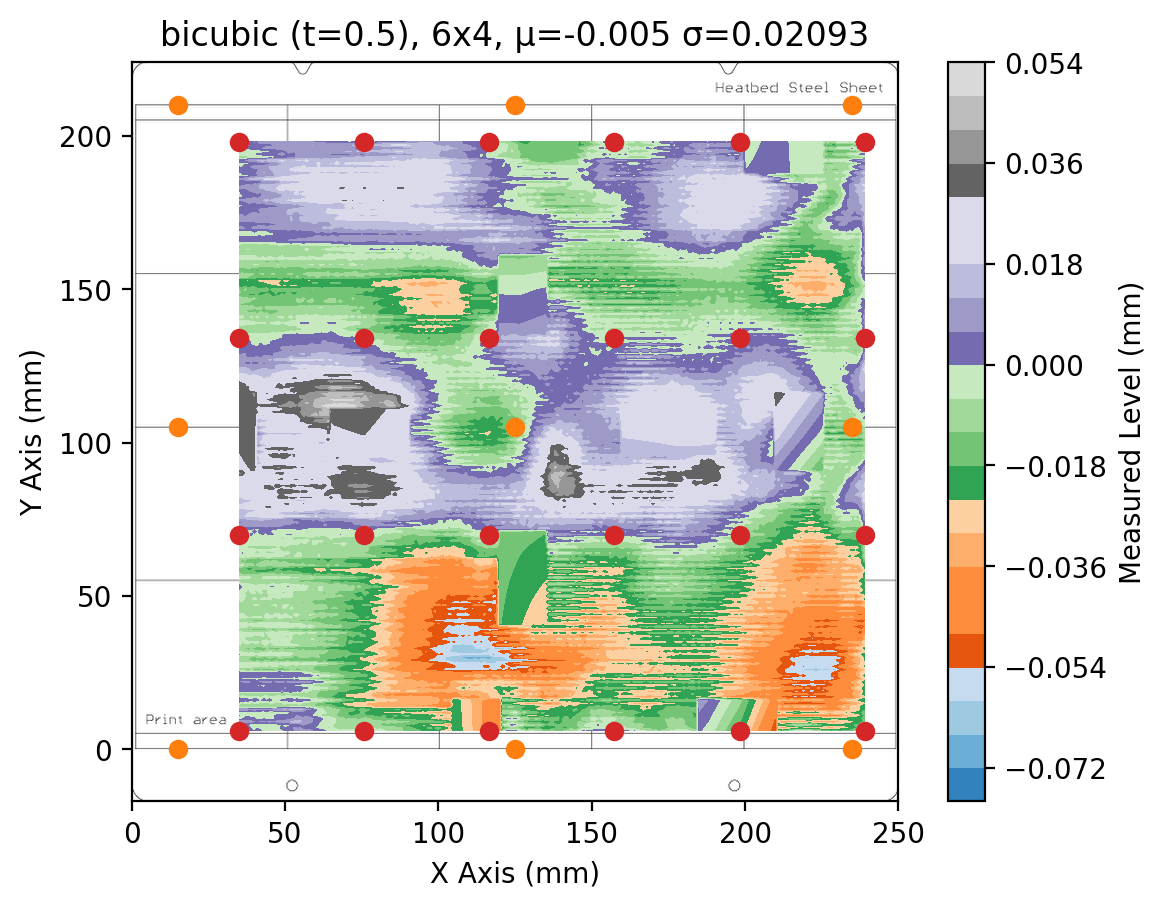 bicubic (t=0.5), 6x4, μ=-0.005 σ=0.02093
Heatbed Steel Sheet
Print area
200
150
100
50
0
Y Axis (mm)
0 50 100 150 200 250
X Axis (mm)
0.054
0.036
0.018
0.000
−0.018
−0.036
−0.054
−0.072
Measured Level (mm)